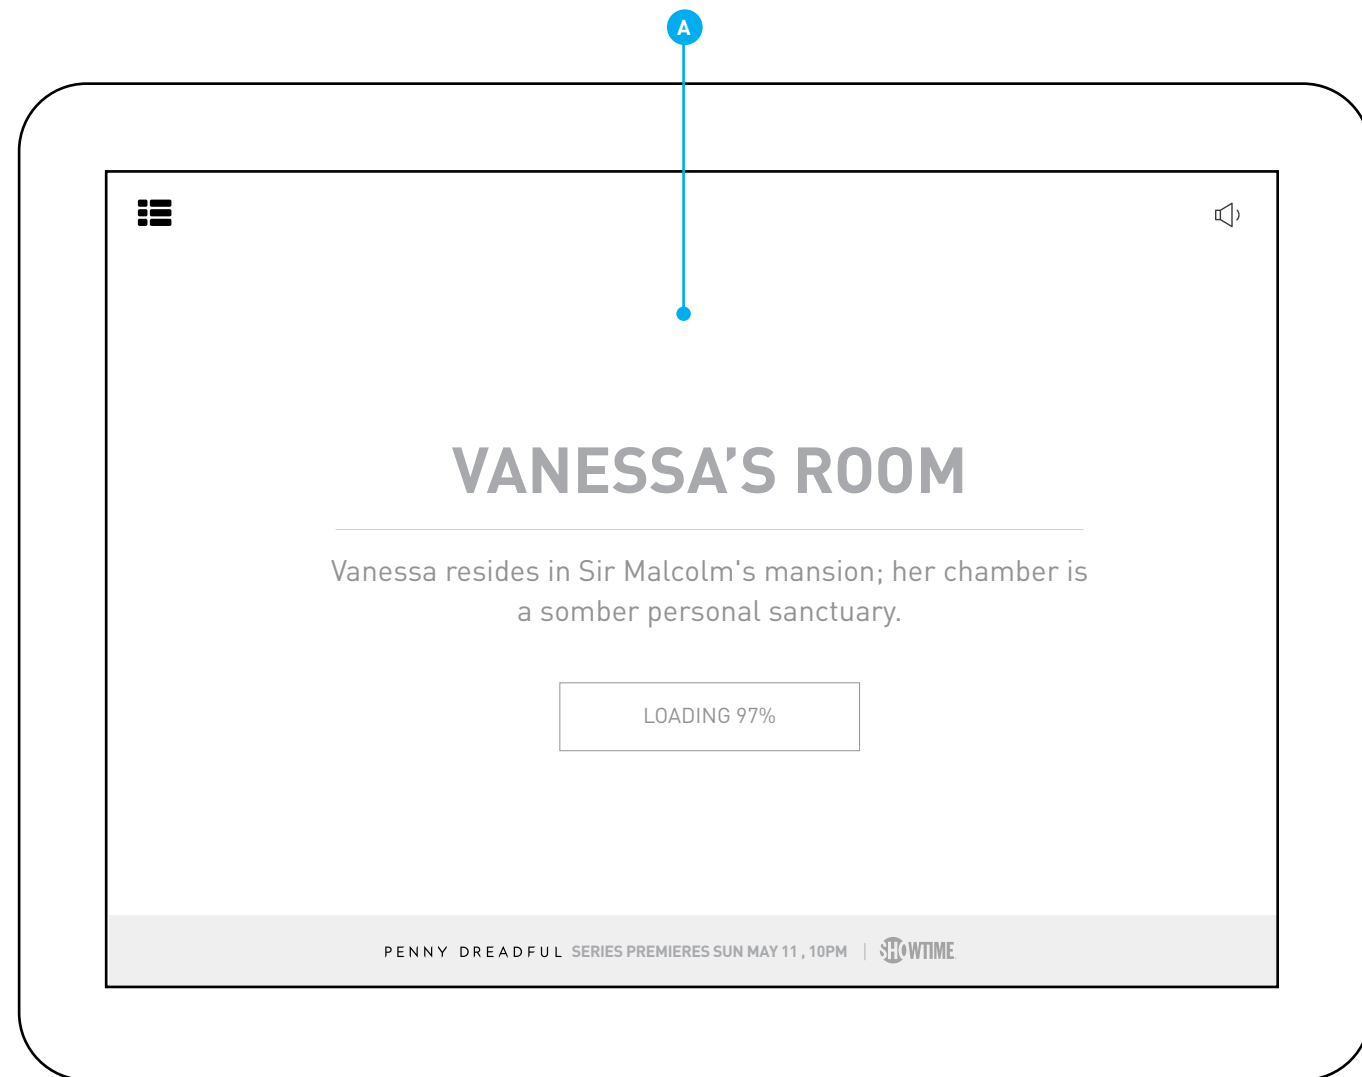 A
VANESSA’S ROOM
Vanessa resides in Sir Malcolm's mansion; her chamber is
a somber personal sanctuary.
LOADING 97%
PENNY DREADFUL SERIES PREMIERES SUN MAY 11 , 10PM | SHOWTIME